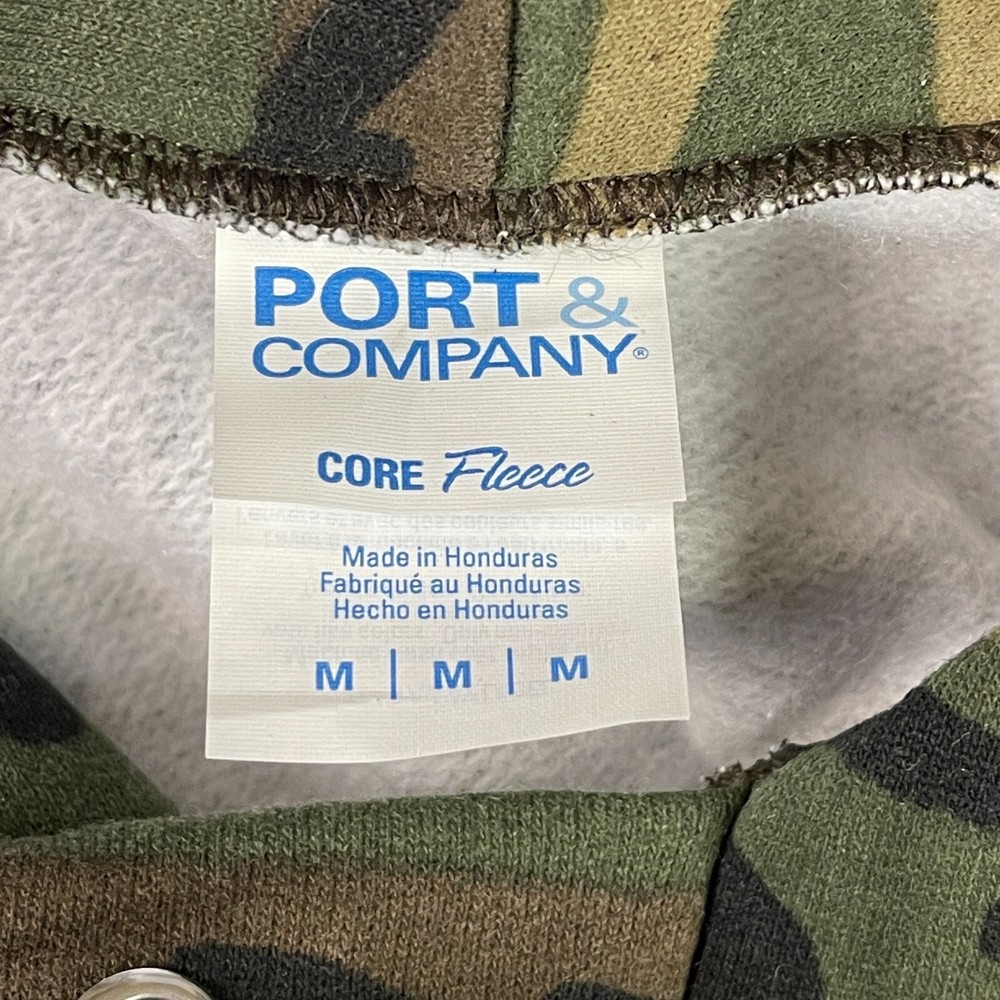 PORT &
COMPANY®
CORE Fleece
Made in Honduras
Fabriqué au Honduras
Hecho en Honduras
M | M | M